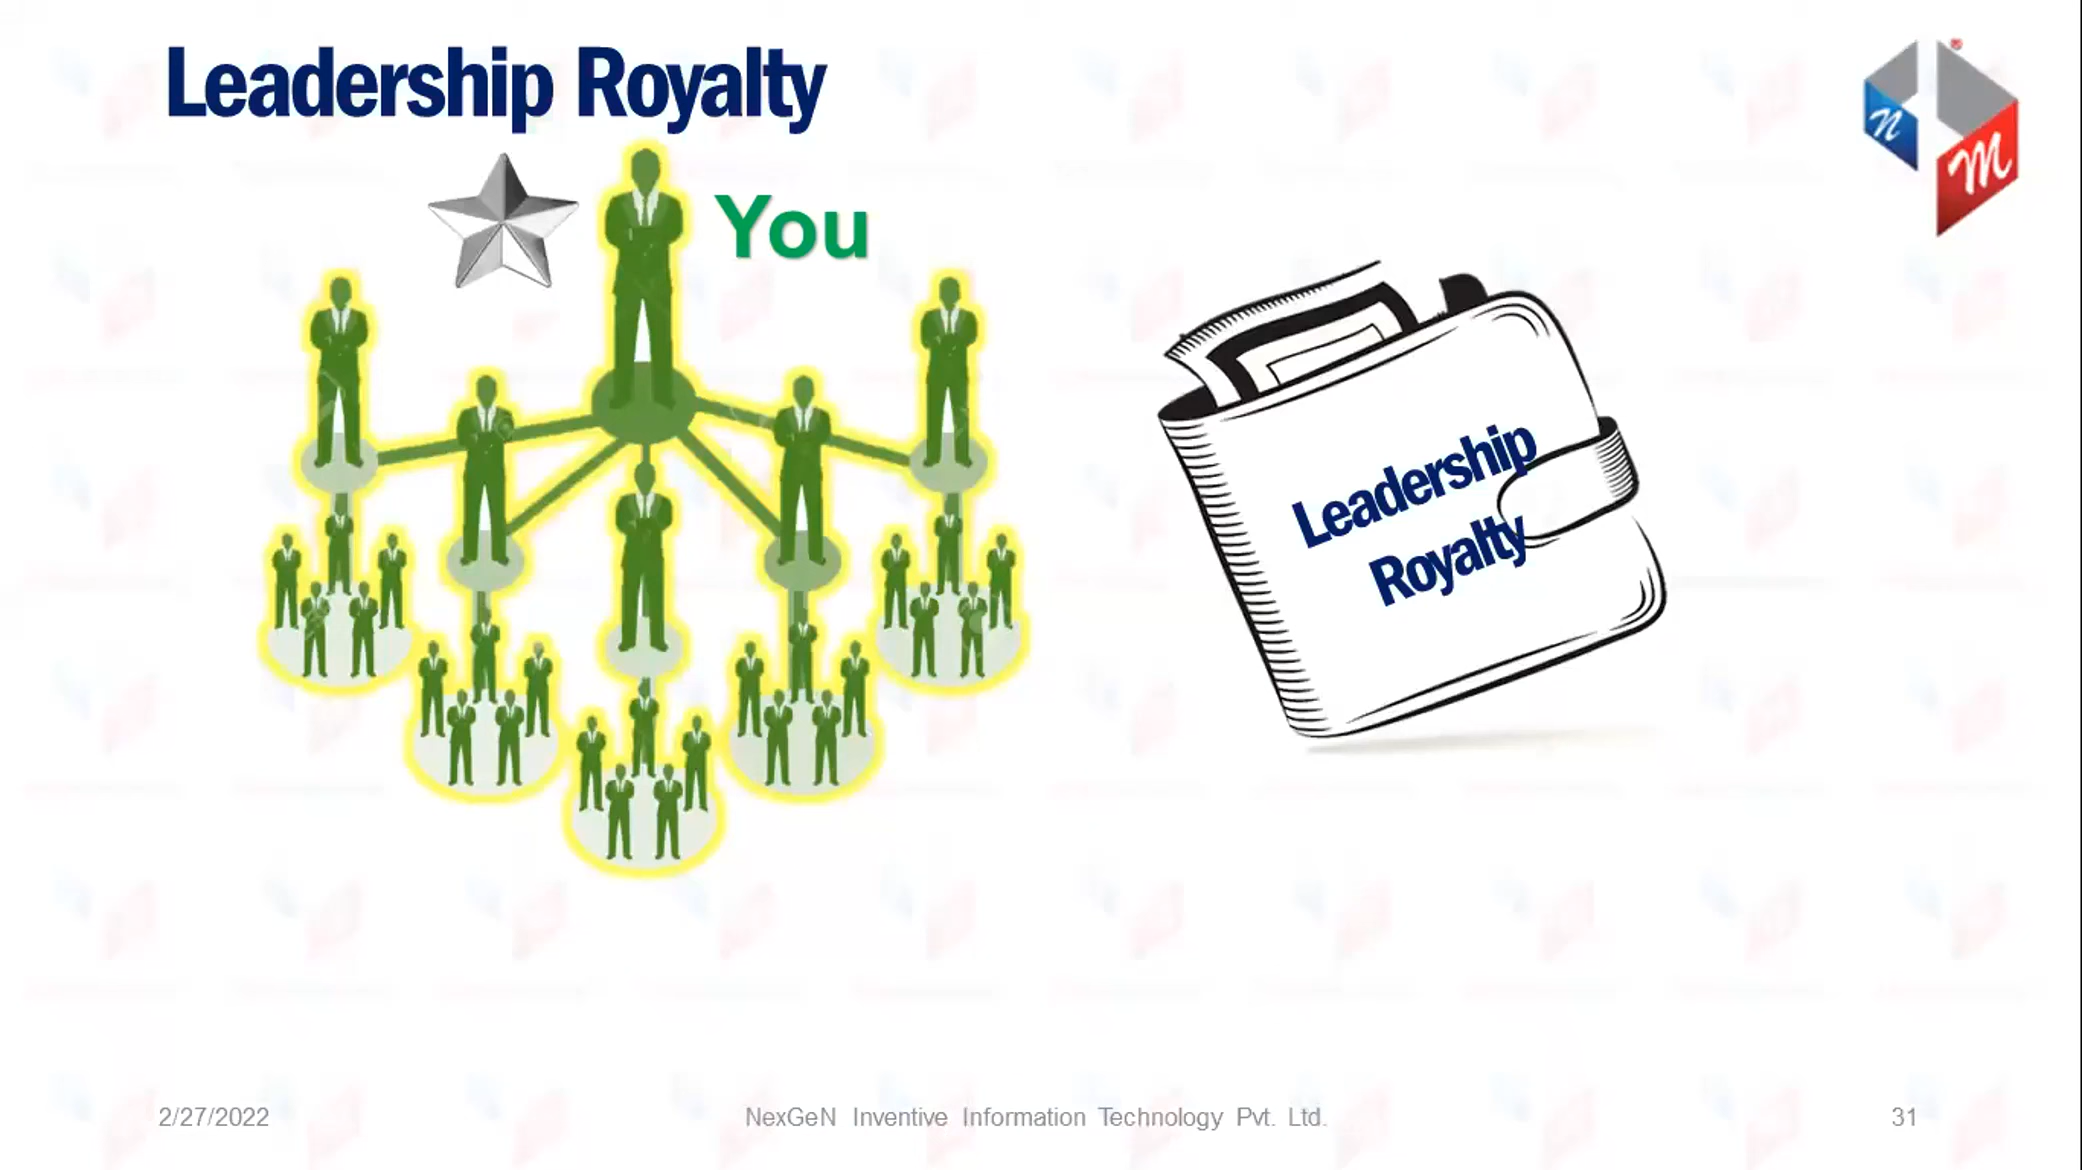 Leadership Royalty
You
Leadership
Royalty
n
M
®
2/27/2022
NexGeN Inventive Information Technology Pvt. Ltd.
31